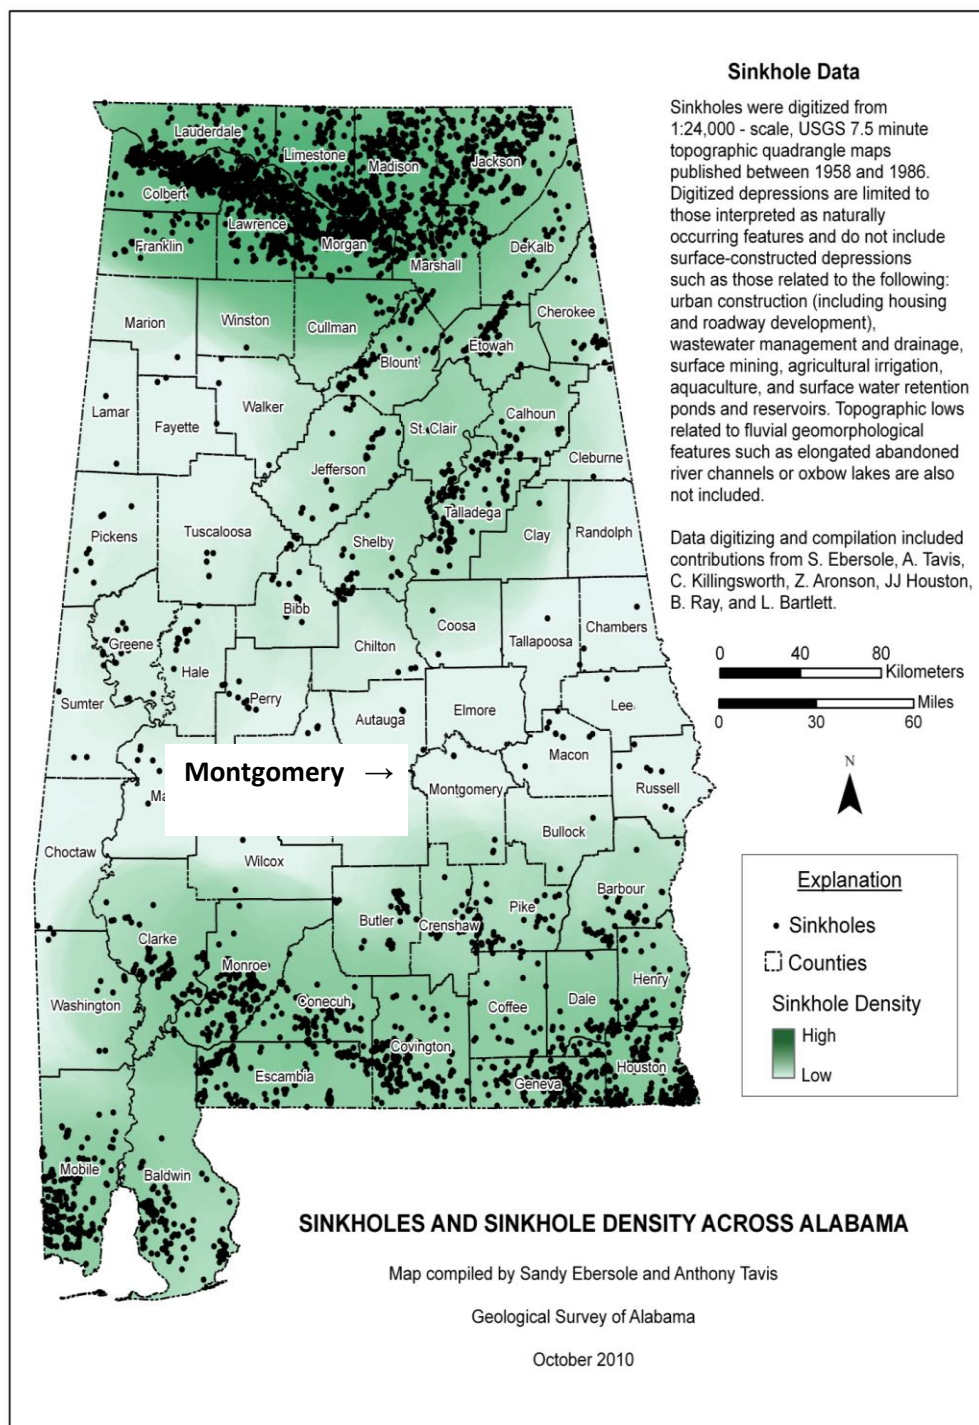 Sinkhole Data
Sinkholes were digitized from
1:24,000 - scale, USGS 7.5 minute
topographic quadrangle maps
published between 1958 and 1986.
Digitized depressions are limited to
those interpreted as naturally
occurring features and do not include
surface-constructed depressions
such as those related to the following:
urban construction (including housing
and roadway development),
wastewater management and drainage,
surface mining, agricultural irrigation,
aquaculture, and surface water retention
ponds and reservoirs. Topographic lows
related to fluvial geomorphological
features such as elongated abandoned
river channels or oxbow lakes are also
not included.
Data digitizing and compilation included
contributions from S. Ebersole, A. Tavis,
C. Killingsworth, Z. Aronson, JJ Houston,
B. Ray, and L. Bartlett.
0 40 80
Kilometers
Miles
0 30 60
N
Explanation
Sinkholes
Counties
Sinkhole Density
High
Low
Lauderdale
Limestone
Madison
Jackson
Colbert
Lawrence
Franklin
Morgan
Marshall
DeKalb
Marion
Winston
Cullman
Cherokee
Etowah
Blount
Lamar
Fayette
Walker
St. Clair
Calhoun
Cleburne
Jefferson
Pickens
Tuscaloosa
Talladega
Shelby
Clay
Randolph
Bibb
Greene
Hale
Chilton
Coosa
Tallapoosa
Chambers
Sumter
Perry
Autauga
Elmore
Lee
Macon
Montgomery →
Ma
Montgomery
Russell
Bullock
Choctaw
Wilcox
Barbour
Butler
Crenshaw
Pike
Clarke
Monroe
Henry
Washington
Conecuh
Coffee
Dale
Covington
Escambia
Geneva
Houston
Mobile
Baldwin
SINKHOLES AND SINKHOLE DENSITY ACROSS ALABAMA
Map compiled by Sandy Ebersole and Anthony Tavis
Geological Survey of Alabama
October 2010